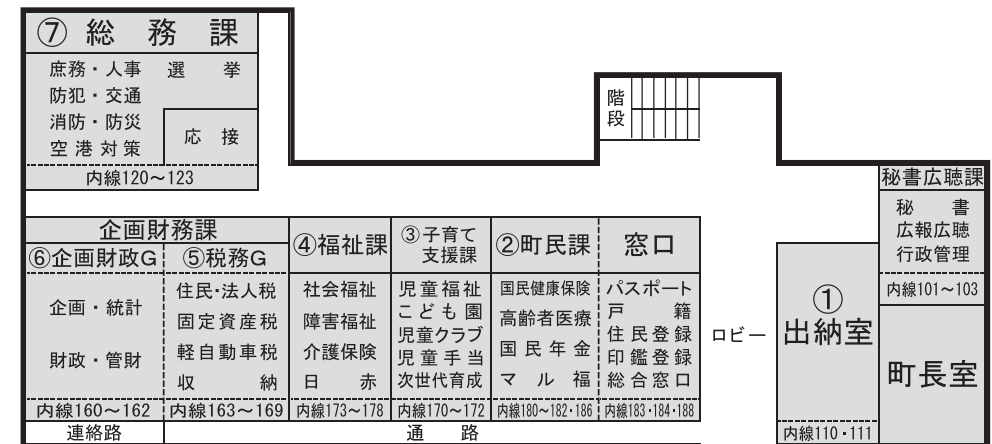 ⑦ 総務課
庶務・人事 選挙
防犯・交通
消防・防災
空港対策
応接
内線120～123
階段
秘書広聴課
秘書
広報広聴
行政管理
内線101～103
町長室
①
出納室
内線110・111
ロビー
企画財務課
⑥企画財政G
企画・統計
財政・管財
内線160～162
⑤税務G
住民・法人税
固定資産税
軽自動車税
収納
内線163～169
④福祉課
社会福祉
障害福祉
介護保険
日赤
内線173～178
③子育て
支援課
児童福祉
こども園
児童クラブ
児童手当
次世代育成
内線170～172
②町民課
国民健康保険
高齢者医療
国民年金
マル福
内線180～182・186
窓口
パスポート
戸籍
住民登録
印鑑登録
総合窓口
内線183・184・188
連絡路
通路